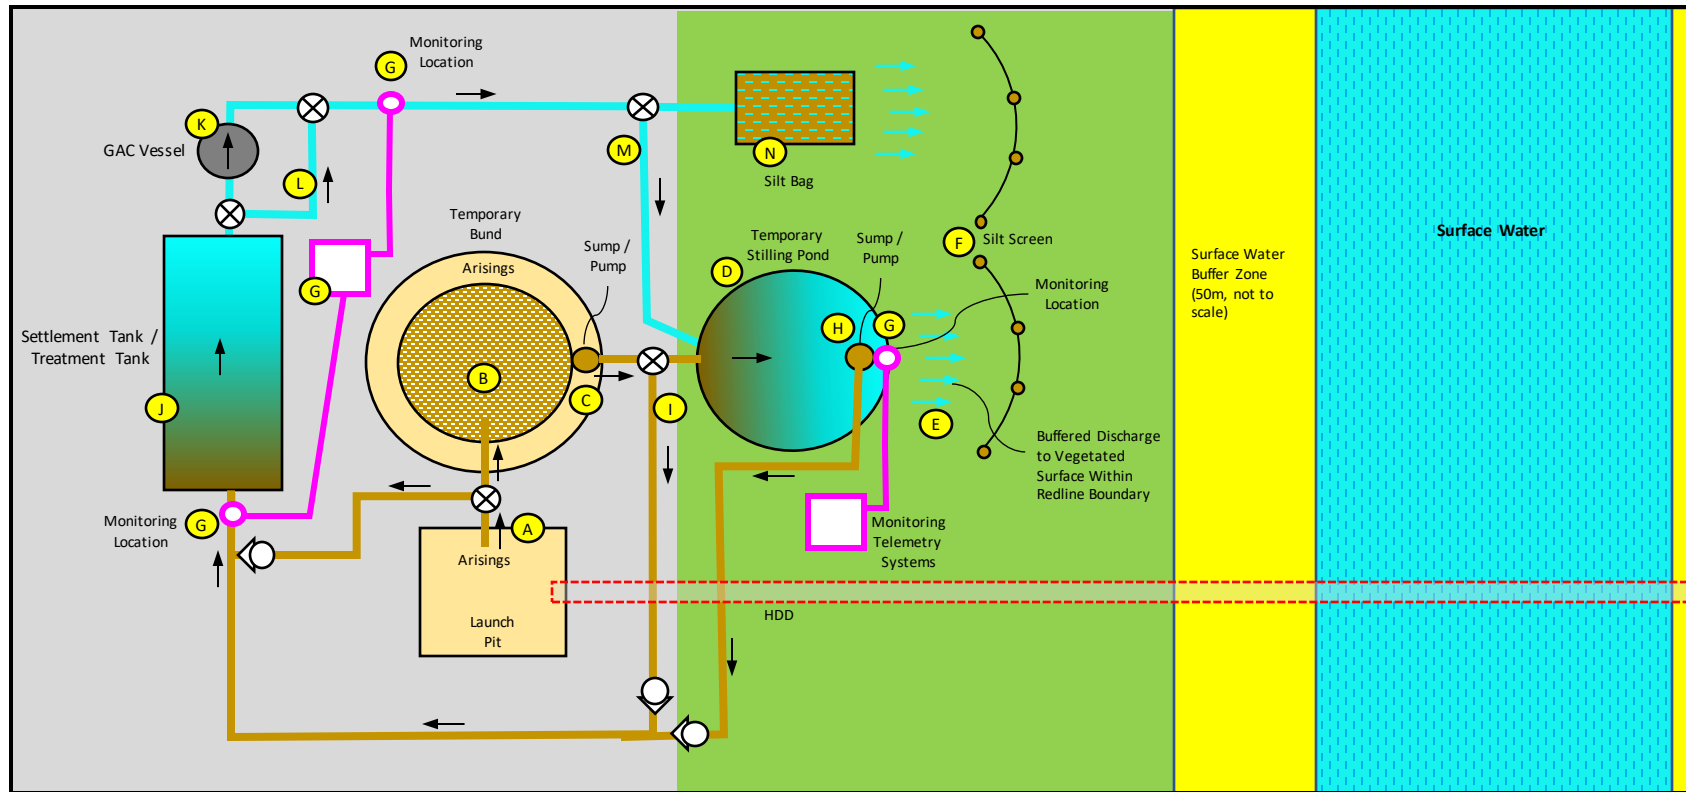 G
Monitoring
Location
K
GAC Vessel
L
M
N
Silt Bag
Temporary
Bund
Arisings
Sump /
Pump
G
D
Temporary
Stilling Pond
Sump /
Pump
F
Silt Screen
Monitoring
Location
Surface Water
Buffer Zone
(50m, not to
scale)
Surface Water
Settlement Tank /
Treatment Tank
J
B
C
I
H
G
E
Buffered Discharge
to Vegetated
Surface Within
Redline Boundary
G
Monitoring
Location
A
Arisings
Launch
Pit
Monitoring
Telemetry
Systems
HDD